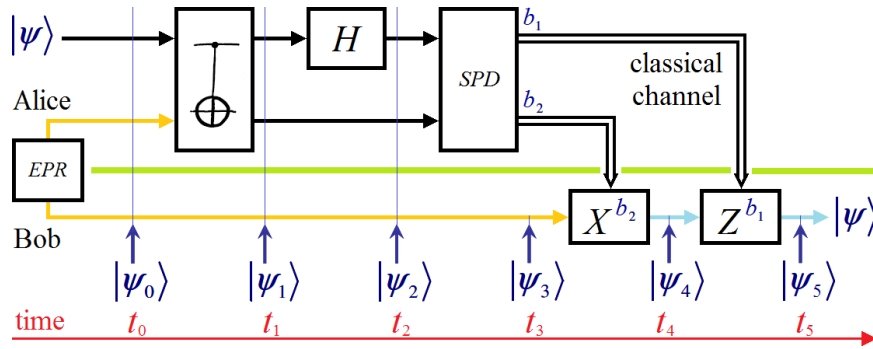 |ψ⟩
H
SPD
b₁
b₂
classical
channel
Alice
EPR
Bob
X^b₂
Z^b₁
|ψ⟩
|ψ₀⟩
|ψ₁⟩
|ψ₂⟩
|ψ₃⟩
|ψ₄⟩
|ψ₅⟩
time
t₀
t₁
t₂
t₃
t₄
t₅